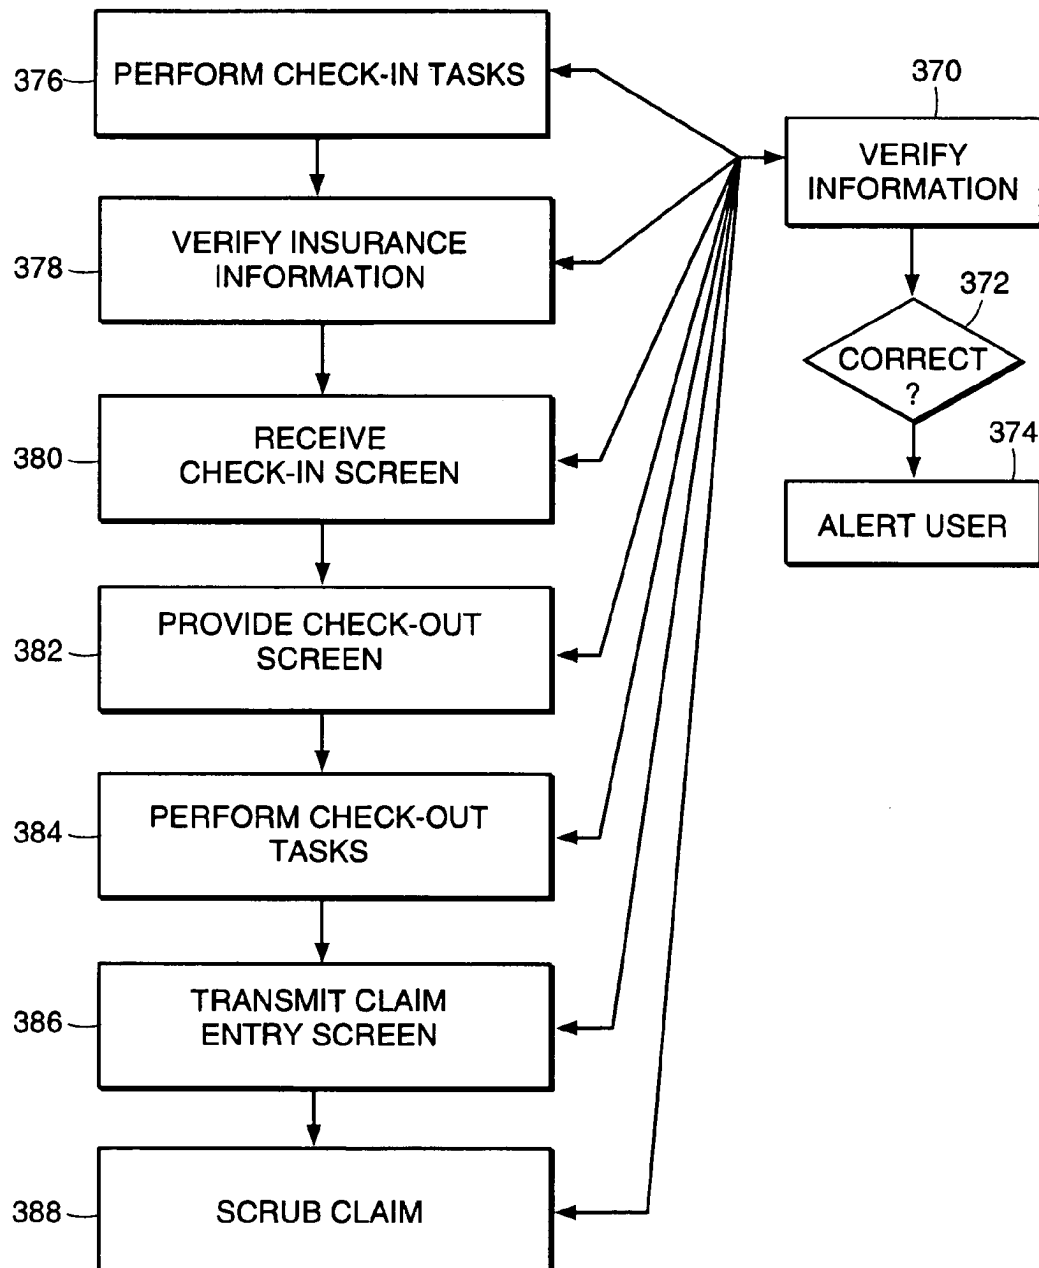 376
PERFORM CHECK-IN TASKS
370
VERIFY
INFORMATION
378
VERIFY INSURANCE
INFORMATION
372
CORRECT
?
380
RECEIVE
CHECK-IN SCREEN
374
ALERT USER
382
PROVIDE CHECK-OUT
SCREEN
384
PERFORM CHECK-OUT
TASKS
386
TRANSMIT CLAIM
ENTRY SCREEN
388
SCRUB CLAIM